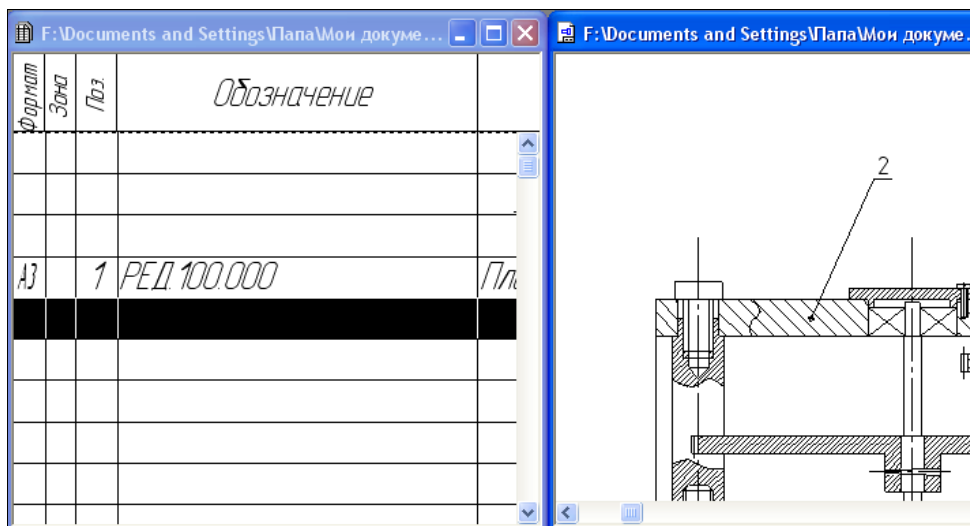 F:\Documents and Settings\Папа\Мои докуме...
Формат
Зона
Поз.
Обозначение
А3 1 РЕД.100.000 Пла
F:\Documents and Settings\Папа\Мои докуме.
2